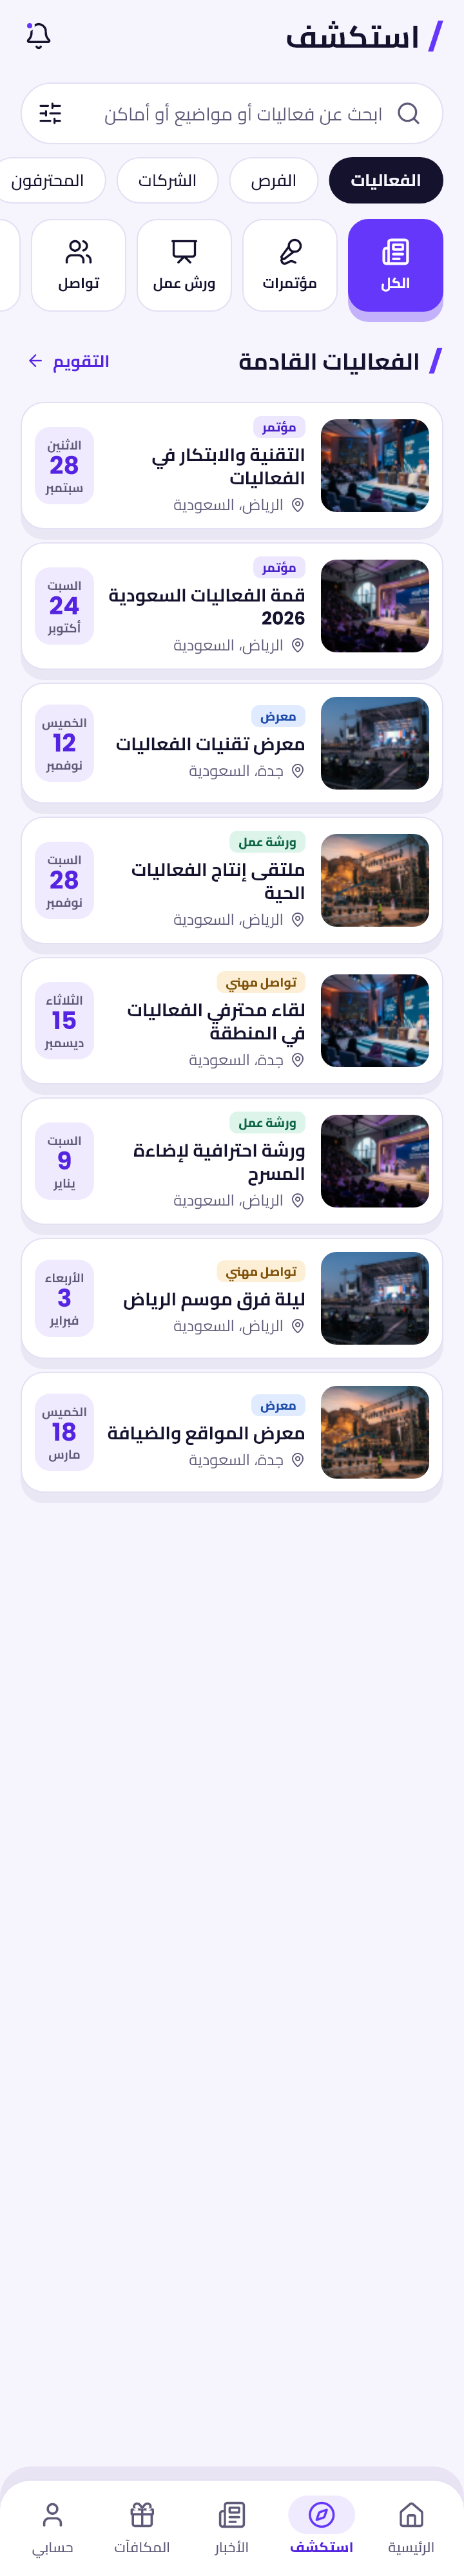 / استكشف
ابحث عن فعاليات أو مواضيع أو أماكن
الفعاليات
الفرص
الشركات
المحترفون
الكل
مؤتمرات
ورش عمل
تواصل
/ الفعاليات القادمة
التقويم
مؤتمر
التقنية والابتكار في
الفعاليات
الرياض، السعودية
الاثنين
28
سبتمبر
مؤتمر
قمة الفعاليات السعودية
2026
الرياض، السعودية
السبت
24
أكتوبر
معرض
معرض تقنيات الفعاليات
جدة، السعودية
الخميس
12
نوفمبر
ورشة عمل
ملتقى إنتاج الفعاليات
الحية
الرياض، السعودية
السبت
28
نوفمبر
تواصل مهني
لقاء محترفي الفعاليات
في المنطقة
جدة، السعودية
الثلاثاء
15
ديسمبر
ورشة عمل
ورشة احترافية لإضاءة
المسرح
الرياض، السعودية
السبت
9
يناير
تواصل مهني
ليلة فرق موسم الرياض
الرياض، السعودية
الأربعاء
3
فبراير
معرض
معرض المواقع والضيافة
جدة، السعودية
الخميس
18
مارس
الرئيسية
استكشف
الأخبار
المكافآت
حسابي